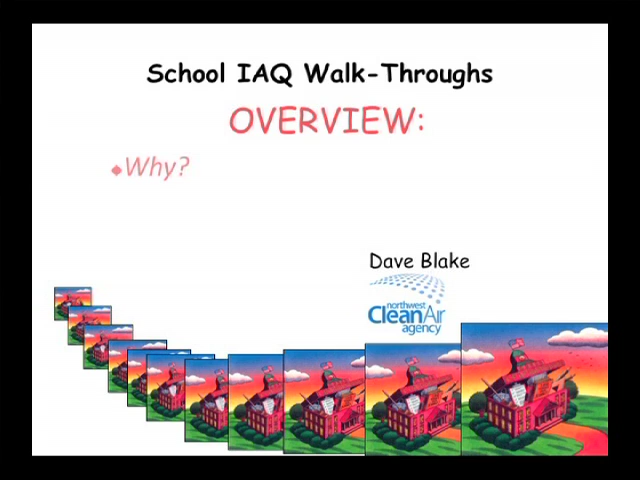 School IAQ Walk-Throughs
OVERVIEW:
Why?
Dave Blake
northwest
CleanAir
agency